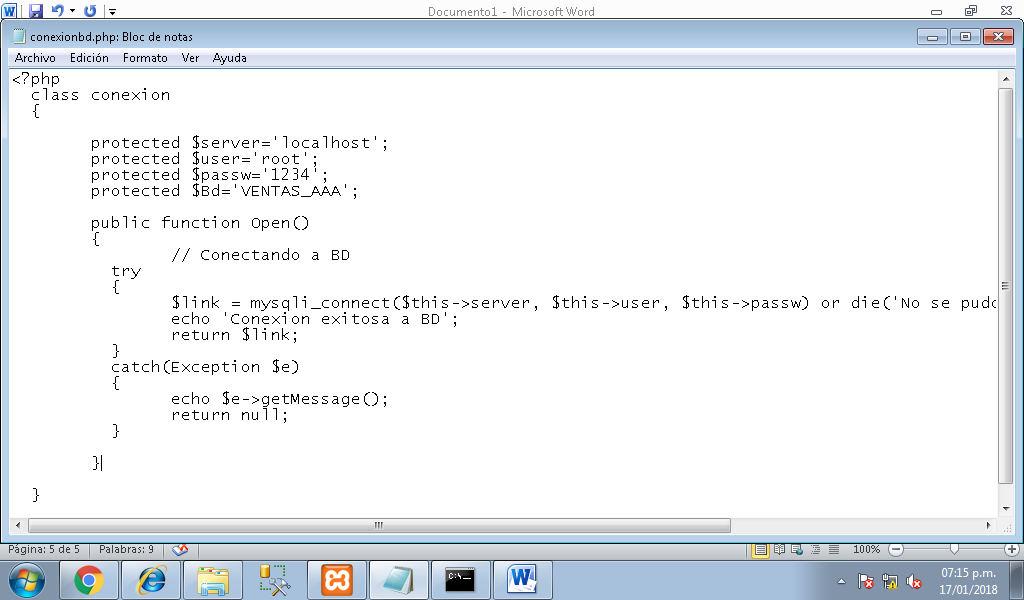 Documento1 - Microsoft Word
conexionbd.php: Bloc de notas
Archivo Edición Formato Ver Ayuda
<?php
class conexion
{
protected $server='localhost';
protected $user='root';
protected $passw='1234';
protected $Bd='VENTAS_AAA';
public function Open()
{
// Conectando a BD
try
{
$link = mysqli_connect($this->server, $this->user, $this->passw) or die('No se pudo
echo 'Conexion exitosa a BD';
return $link;
}
catch(Exception $e)
{
echo $e->getMessage();
return null;
}
}
}
Página: 5 de 5 Palabras: 9 100%
07:15 p.m.
17/01/2018